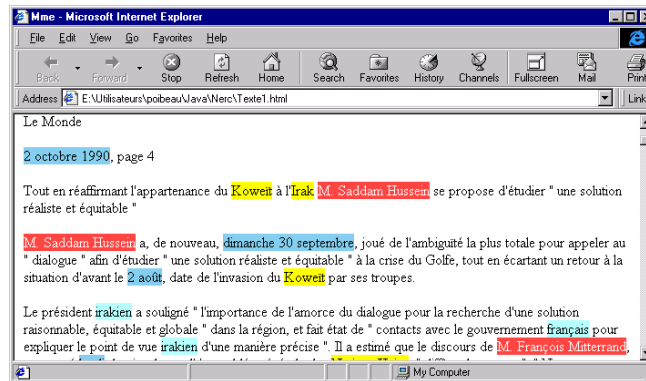 Mme - Microsoft Internet Explorer
File Edit View Go Favorites Help
Back Forward Stop Refresh Home Search Favorites History Channels Fullscreen Mail Print
Address E:\Utilisateurs\poibeau\Java\Nerc\Texte1.html Link
Le Monde
2 octobre 1990, page 4
Tout en réaffirmant l'appartenance du Koweït à l'Irak M. Saddam Hussein se propose d'étudier " une solution
réaliste et équitable "
M. Saddam Hussein a, de nouveau, dimanche 30 septembre, joué de l'ambiguïté la plus totale pour appeler au
" dialogue " afin d'étudier " une solution réaliste et équitable " à la crise du Golfe, tout en écartant un retour à la
situation d'avant le 2 août, date de l'invasion du Koweït par ses troupes.
Le président irakien a souligné " l'importance de l'amorce du dialogue pour la recherche d'une solution
raisonnable, équitable et globale " dans la région, et fait état de " contacts avec le gouvernement français pour
expliquer le point de vue irakien d'une manière précise ". Il a estimé que le discours de M. François Mitterrand,
My Computer